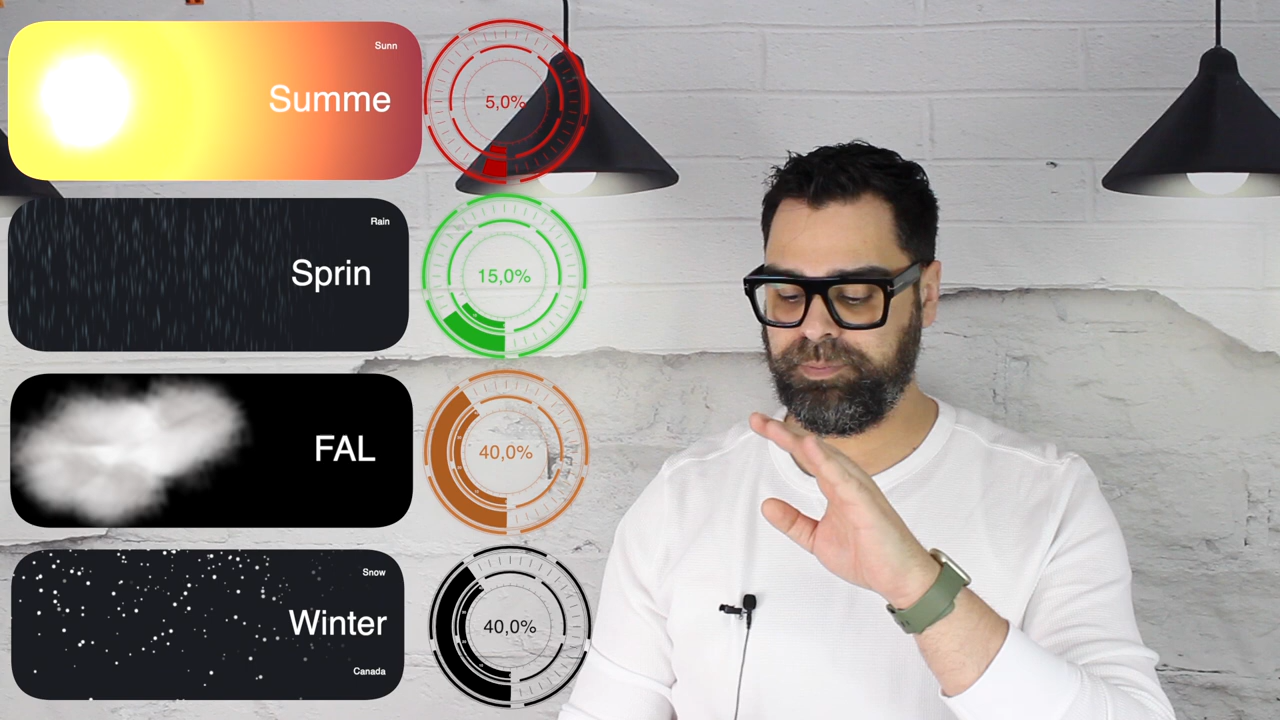 Sunn
Summe
5,0%
Rain
Sprin
15,0%
FAL
40,0%
Snow
Winter
40,0%
Canada